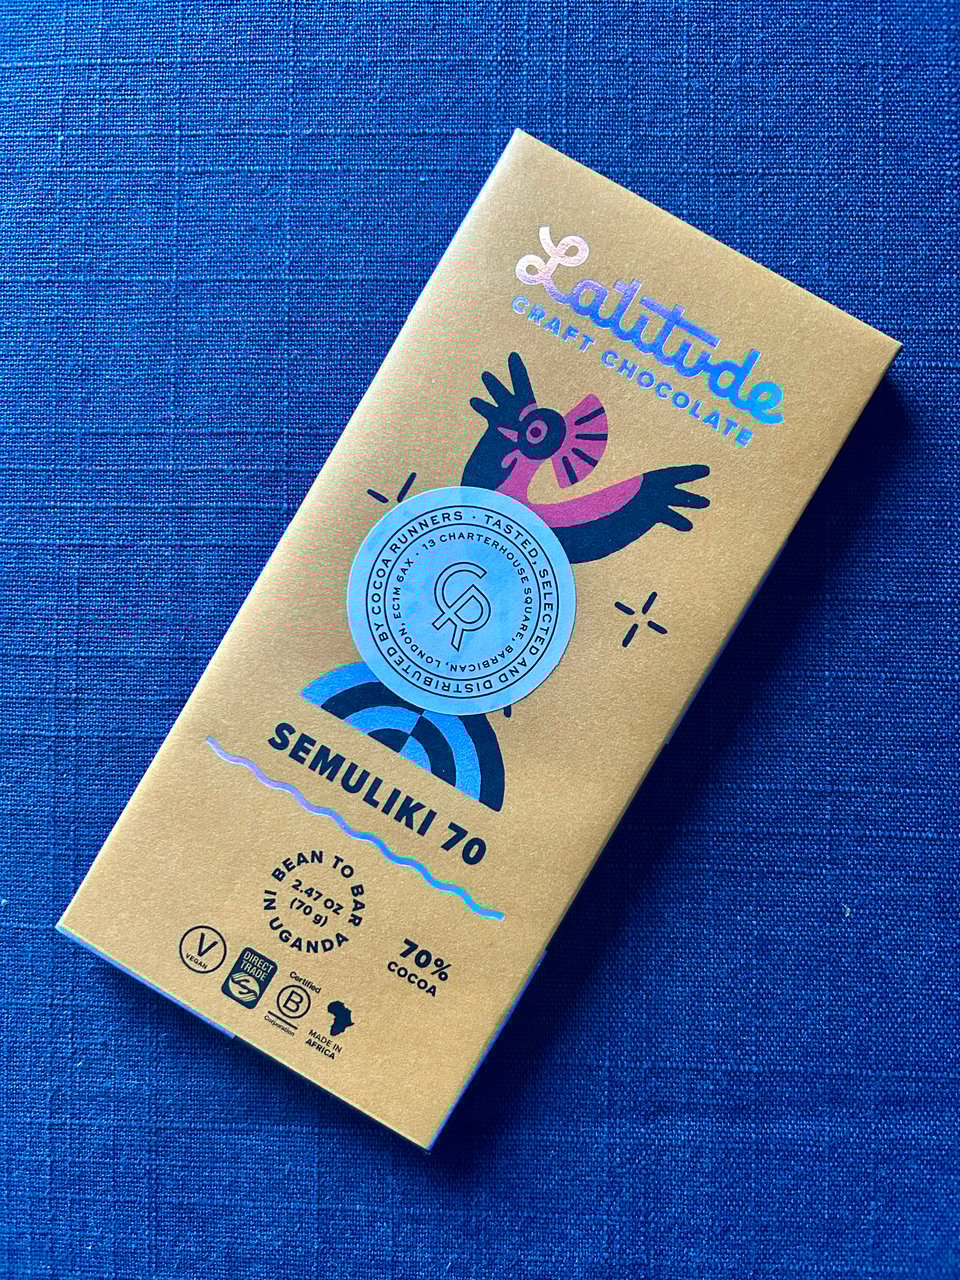 Latitude
CRAFT CHOCOLATE
TASTED, SELECTED AND DISTRIBUTED BY COCOA RUNNERS ·
13 CHARTERHOUSE SQUARE, BARBICAN, LONDON, EC1M 6AX ·
CR
SEMULIKI 70
BEAN TO BAR
IN UGANDA
2.47 OZ
(70 g)
70%
COCOA
V
VEGAN
DIRECT
TRADE
Certified
B
Corporation
MADE IN
AFRICA